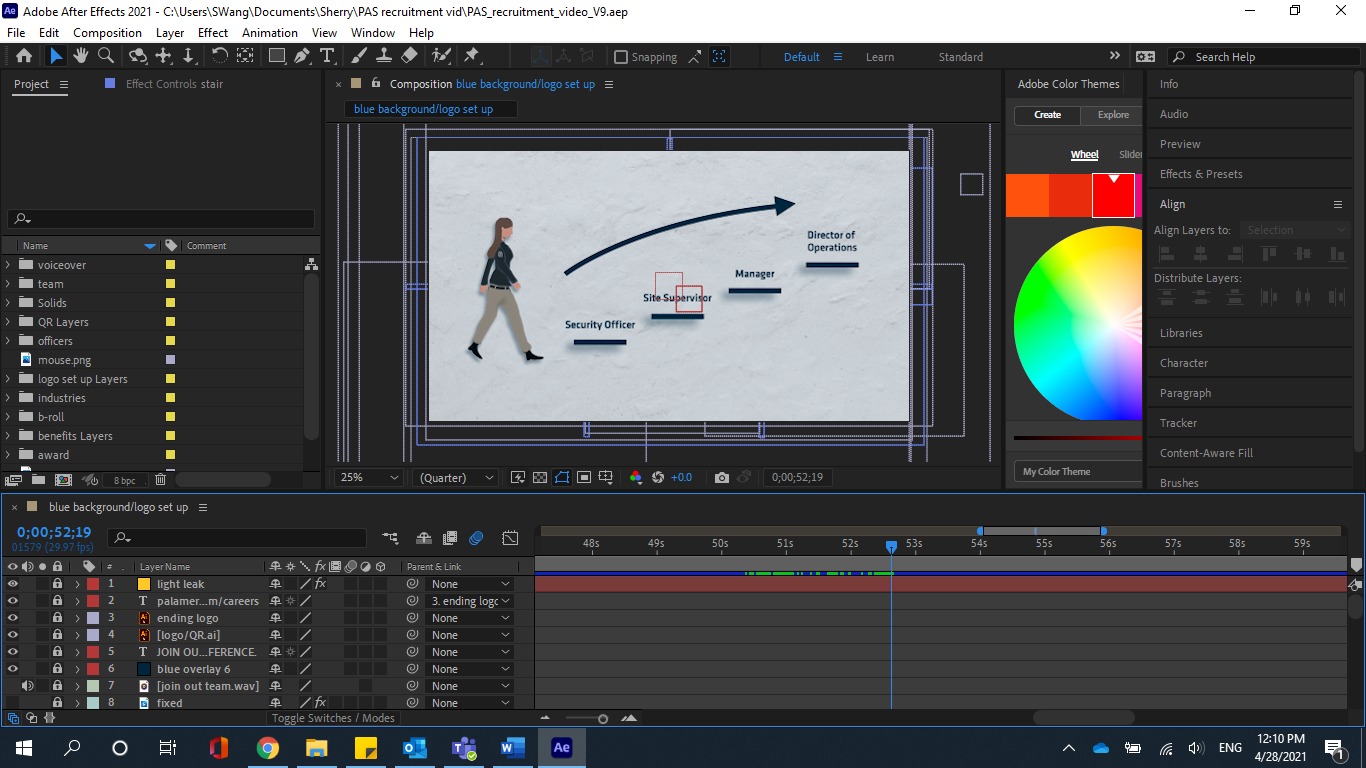 Adobe After Effects 2021 - C:\Users\SWang\Documents\Sherry\PAS recruitment vid\PAS_recruitment_video_V9.aep
File Edit Composition Layer Effect Animation View Window Help
Snapping Default Learn Standard Search Help
Project Effect Controls stair
Composition blue background/logo set up
blue background/logo set up
Name Comment
voiceover
team
Solids
QR Layers
officers
mouse.png
logo set up Layers
industries
b-roll
benefits Layers
award
8 bpc
Director of
Operations
Manager
Site Supervisor
Security Officer
25% (Quarter) +0.0 0;00;52;19
Adobe Color Themes
Create Explore
Wheel Slider
My Color Theme
Info
Audio
Preview
Effects & Presets
Align
Align Layers to: Selection
Distribute Layers:
Libraries
Character
Paragraph
Tracker
Content-Aware Fill
Brushes
blue background/logo set up
0;00;52;19
01579 (29.97 fps)
48s 49s 50s 51s 52s 53s 54s 55s 56s 57s 58s 59s
# Layer Name fx Parent & Link
1 light leak fx None
2 T palamer...m/careers 3. ending logo
3 Ai ending logo None
4 Ai [logo/QR.ai] None
5 T JOIN OU...FERENCE. None
6 blue overlay 6 None
7 [join out team.wav] None
8 fixed fx None
Toggle Switches / Modes
ENG
12:10 PM
4/28/2021
1